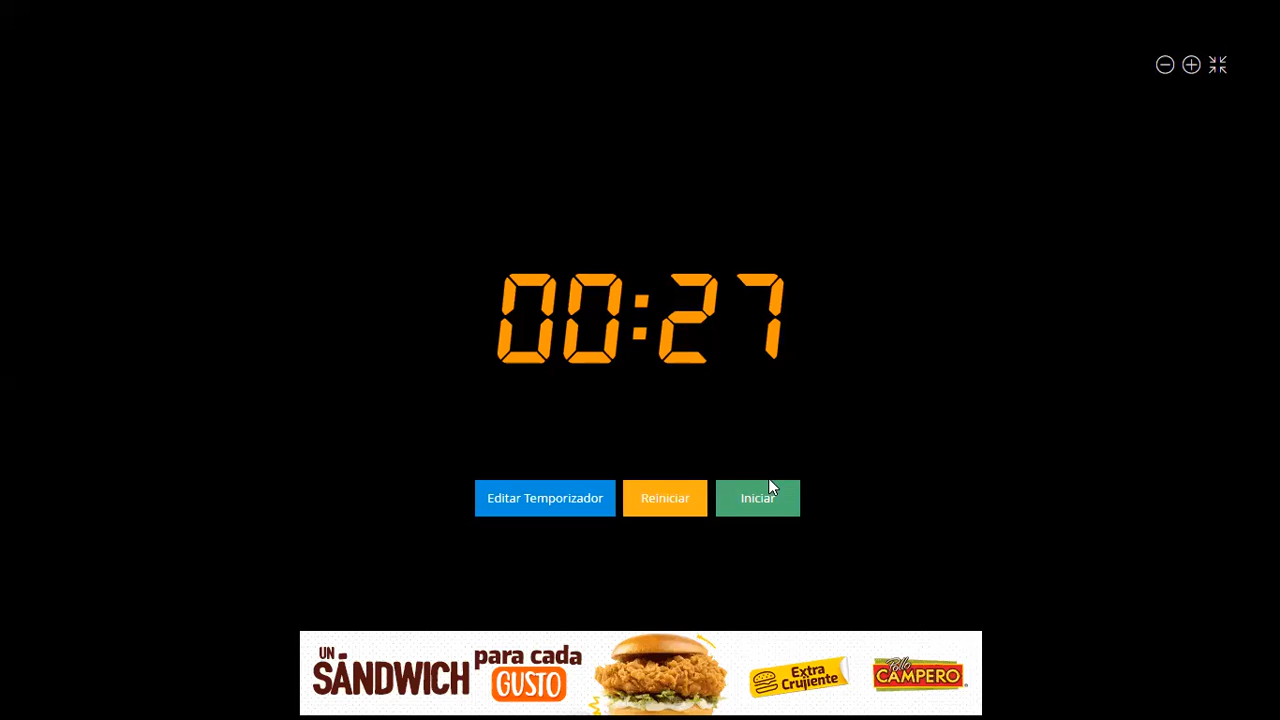 00:27
Editar Temporizador Reiniciar Iniciar
UN SÁNDWICH para cada GUSTO
Extra Crujiente
Pollo CAMPERO